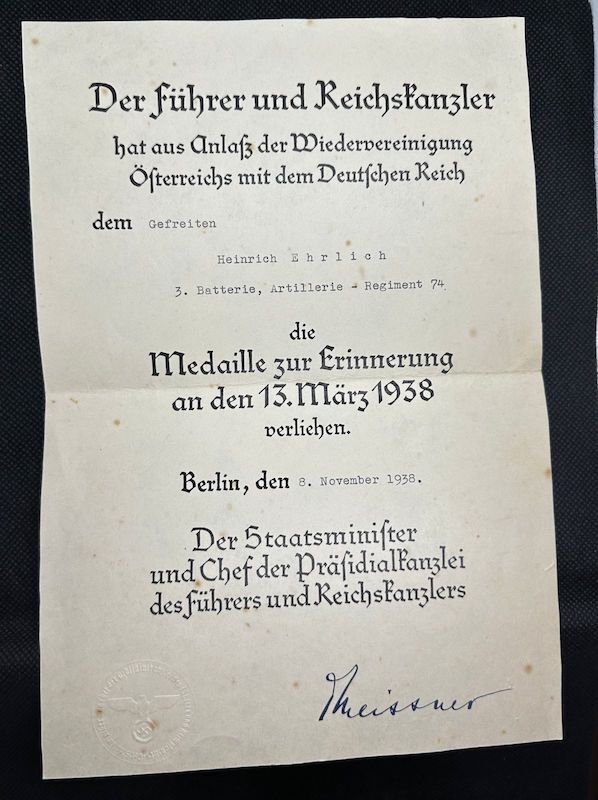 Der Führer und Reichskanzler
hat aus Anlaß der Wiedervereinigung
Österreichs mit dem Deutschen Reich
dem Gefreiten
Heinrich Ehrlich
3. Batterie, Artillerie - Regiment 74
die
Medaille zur Erinnerung
an den 13. März 1938
verliehen.
Berlin, den 8. November 1938.
Der Staatsminister
und Chef der Präsidialkanzlei
des Führers und Reichskanzlers
Meissner